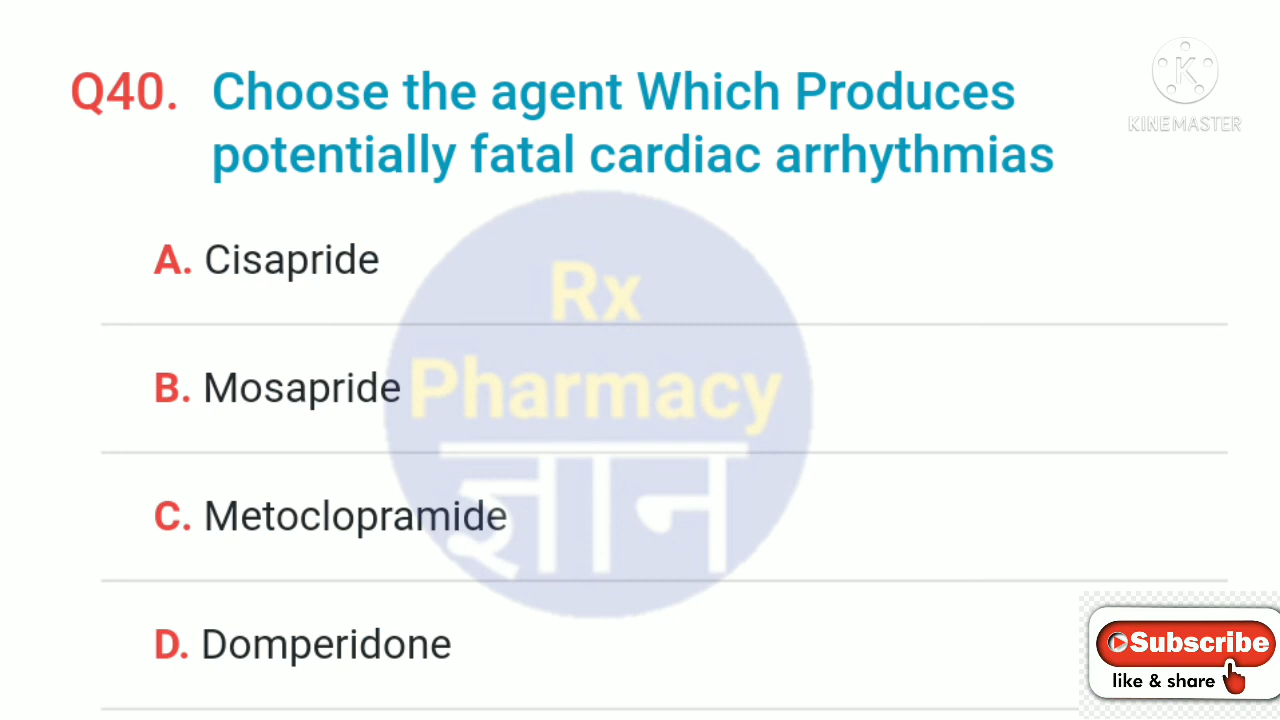 Q40. Choose the agent Which Produces
potentially fatal cardiac arrhythmias
KINEMASTER
A. Cisapride
Rx
B. Mosapride
Pharmacy
ज्ञान
C. Metoclopramide
D. Domperidone
Subscribe
like & share